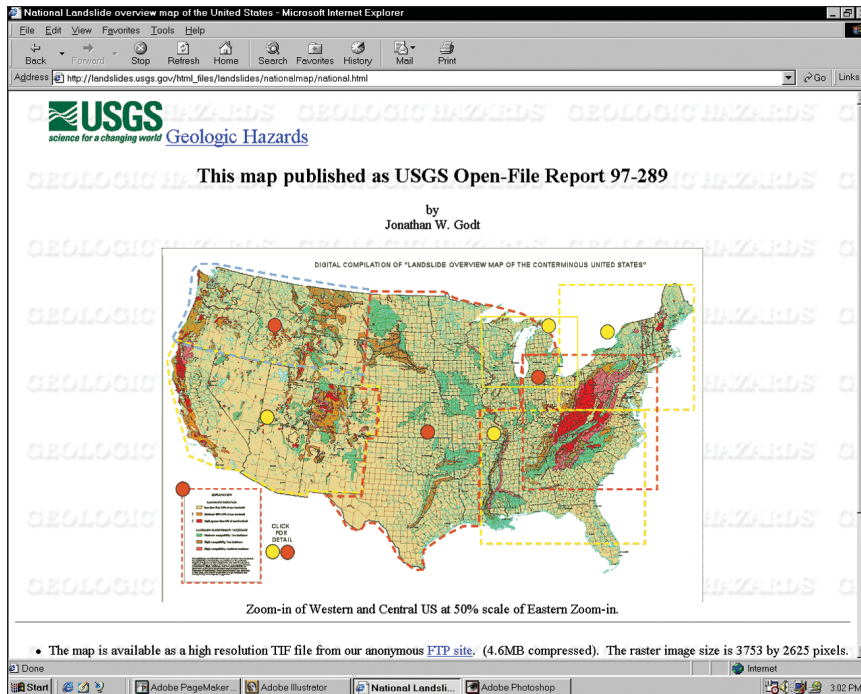 National Landslide overview map of the United States - Microsoft Internet Explorer
File Edit View Favorites Tools Help
Back Forward Stop Refresh Home Search Favorites History Mail Print
Address http://landslides.usgs.gov/html_files/landslides/nationalmap/national.html Go Links
USGS
science for a changing world Geologic Hazards
This map published as USGS Open-File Report 97-289
by
Jonathan W. Godt
DIGITAL COMPILATION OF "LANDSLIDE OVERVIEW MAP OF THE CONTERMINOUS UNITED STATES"
EXPLANATION
CLICK
FOR
DETAIL
Zoom-in of Western and Central US at 50% scale of Eastern Zoom-in.
• The map is available as a high resolution TIF file from our anonymous FTP site. (4.6MB compressed). The raster image size is 3753 by 2625 pixels.
Done Internet
Start Adobe PageMaker ... Adobe Illustrator National Landsli... Adobe Photoshop 3:02 PM